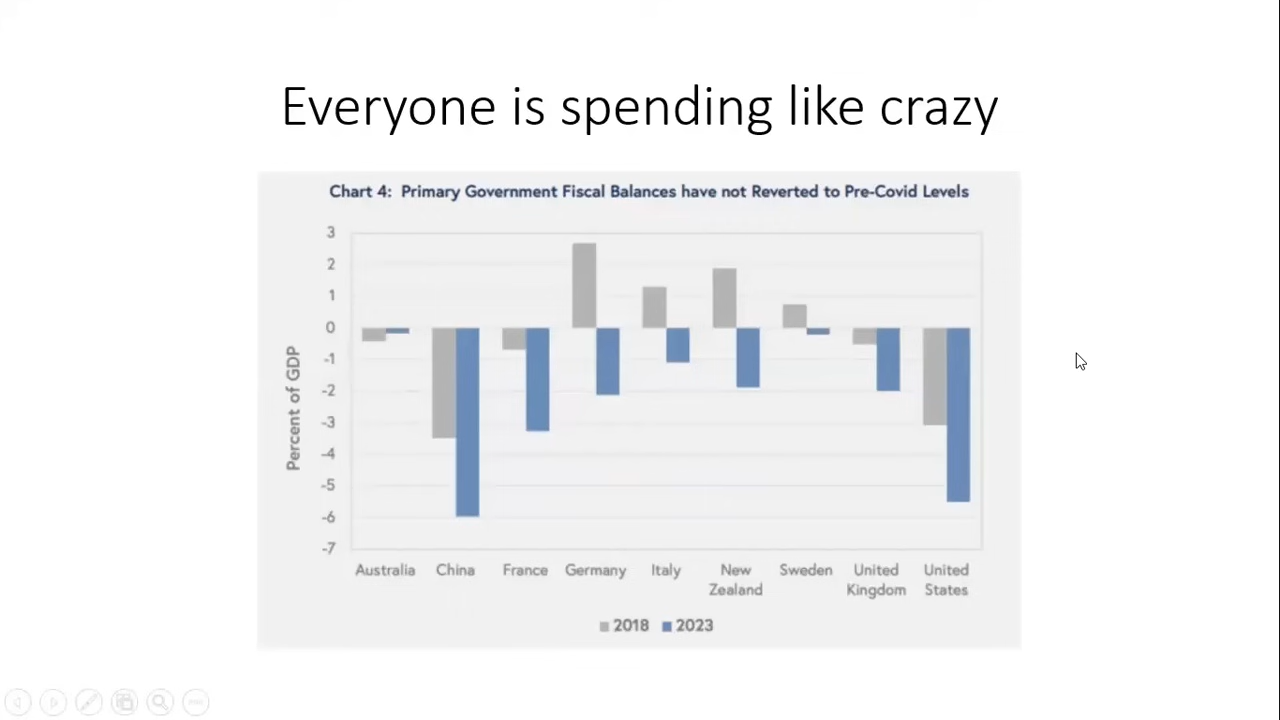 Everyone is spending like crazy
Chart 4: Primary Government Fiscal Balances have not Reverted to Pre-Covid Levels
3
2
1
0
-1
-2
-3
-4
-5
-6
-7
Percent of GDP
Australia China France Germany Italy New Sweden United United
Zealand Kingdom States
2018 2023